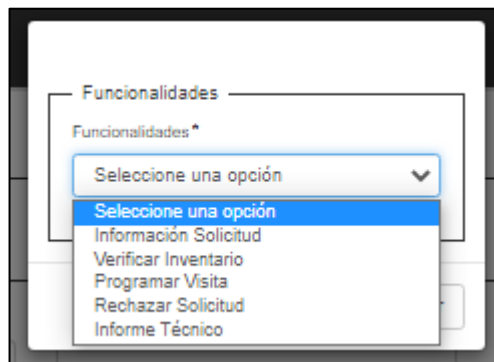 Funcionalidades
Funcionalidades*
Seleccione una opción
Seleccione una opción
Información Solicitud
Verificar Inventario
Programar Visita
Rechazar Solicitud
Informe Técnico